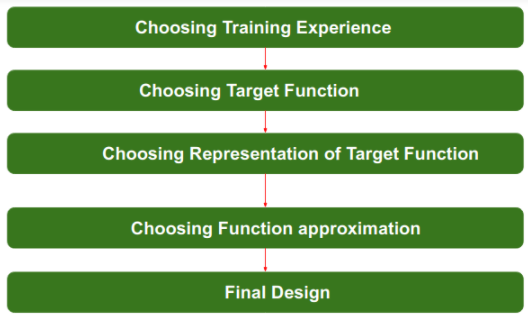 Choosing Training Experience
Choosing Target Function
Choosing Representation of Target Function
Choosing Function approximation
Final Design